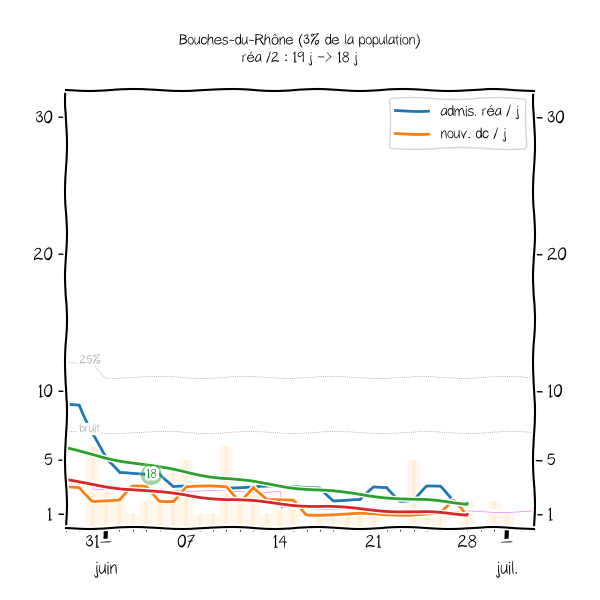 Bouches-du-Rhône (3% de la population)
réa /2 : 19 j -> 18 j
admis. réa / j
nouv. dc / j
30 30
20 20
25%
10 10
bruit
5 5
18
1 1
31 07 14 21 28
juin juil.